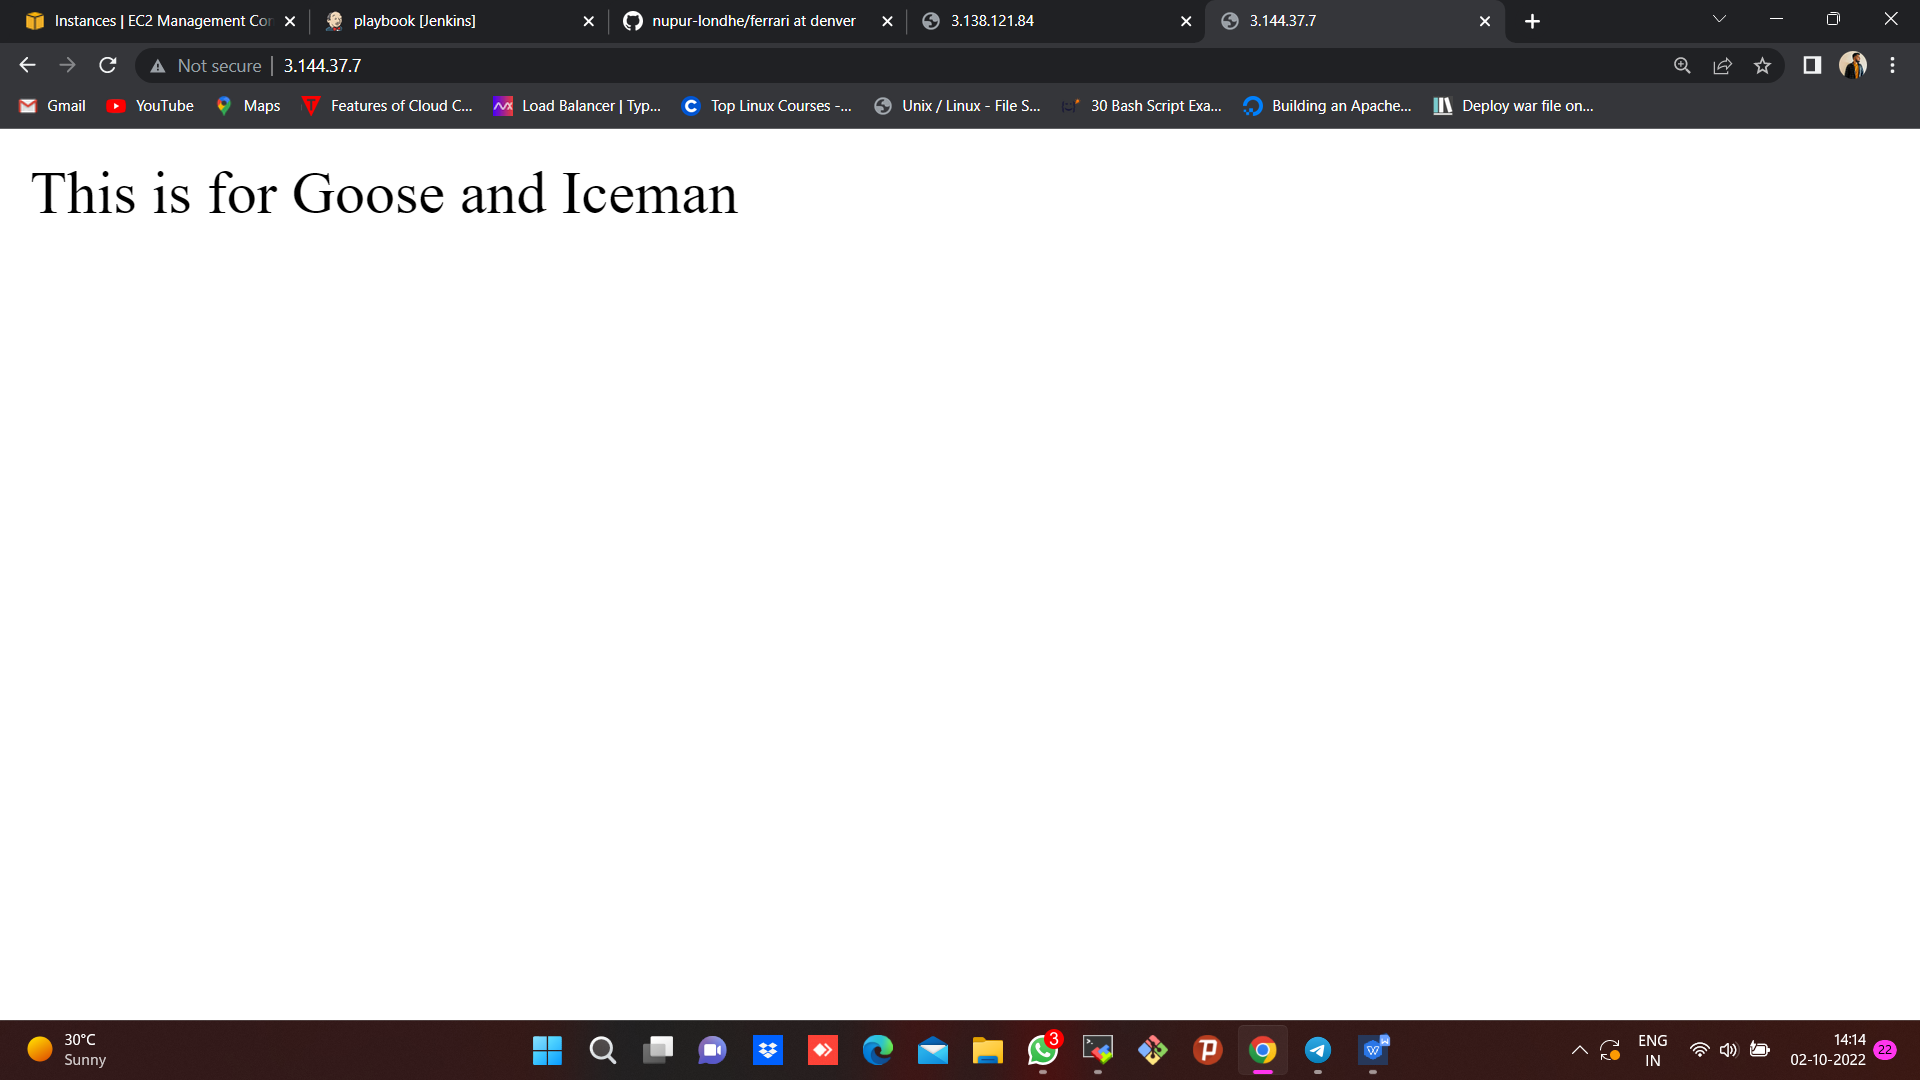 Instances | EC2 Management Con
playbook [Jenkins]
nupur-londhe/ferrari at denver
3.138.121.84
3.144.37.7
Not secure
3.144.37.7
Gmail
YouTube
Maps
Features of Cloud C...
Load Balancer | Typ...
Top Linux Courses -...
Unix / Linux - File S...
30 Bash Script Exa...
Building an Apache...
Deploy war file on...
This is for Goose and Iceman
30°C
Sunny
3
ENG
IN
14:14
02-10-2022
22